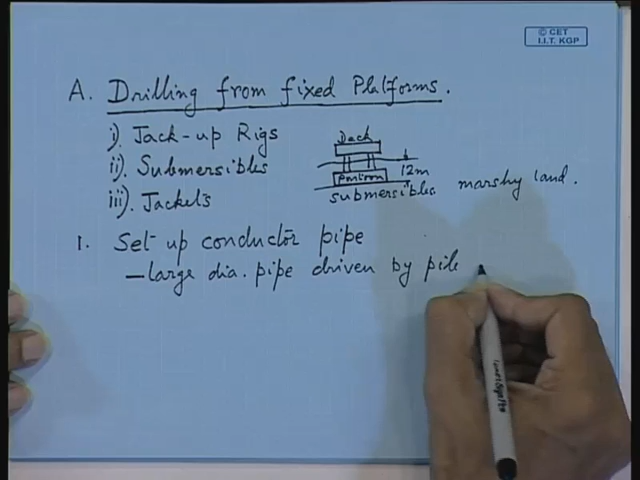 © CET
I.I.T. KGP
A. Drilling from fixed Platforms.
i). Jack-up Rigs
ii). Submersibles
iii). Jackets
Deck
12m
Pontoon
submersibles
marshy land.
1. Set up conductor pipe
– large dia. pipe driven by pile